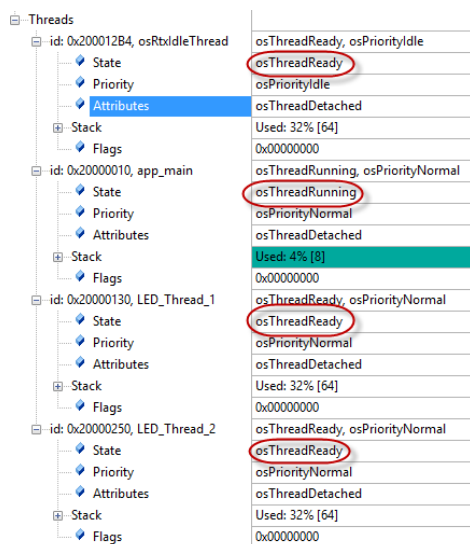 Threads
id: 0x200012B4, osRtxIdleThread osThreadReady, osPriorityIdle
State osThreadReady
Priority osPriorityIdle
Attributes osThreadDetached
Stack Used: 32% [64]
Flags 0x00000000
id: 0x20000010, app_main osThreadRunning, osPriorityNormal
State osThreadRunning
Priority osPriorityNormal
Attributes osThreadDetached
Stack Used: 4% [8]
Flags 0x00000000
id: 0x20000130, LED_Thread_1 osThreadReady, osPriorityNormal
State osThreadReady
Priority osPriorityNormal
Attributes osThreadDetached
Stack Used: 32% [64]
Flags 0x00000000
id: 0x20000250, LED_Thread_2 osThreadReady, osPriorityNormal
State osThreadReady
Priority osPriorityNormal
Attributes osThreadDetached
Stack Used: 32% [64]
Flags 0x00000000